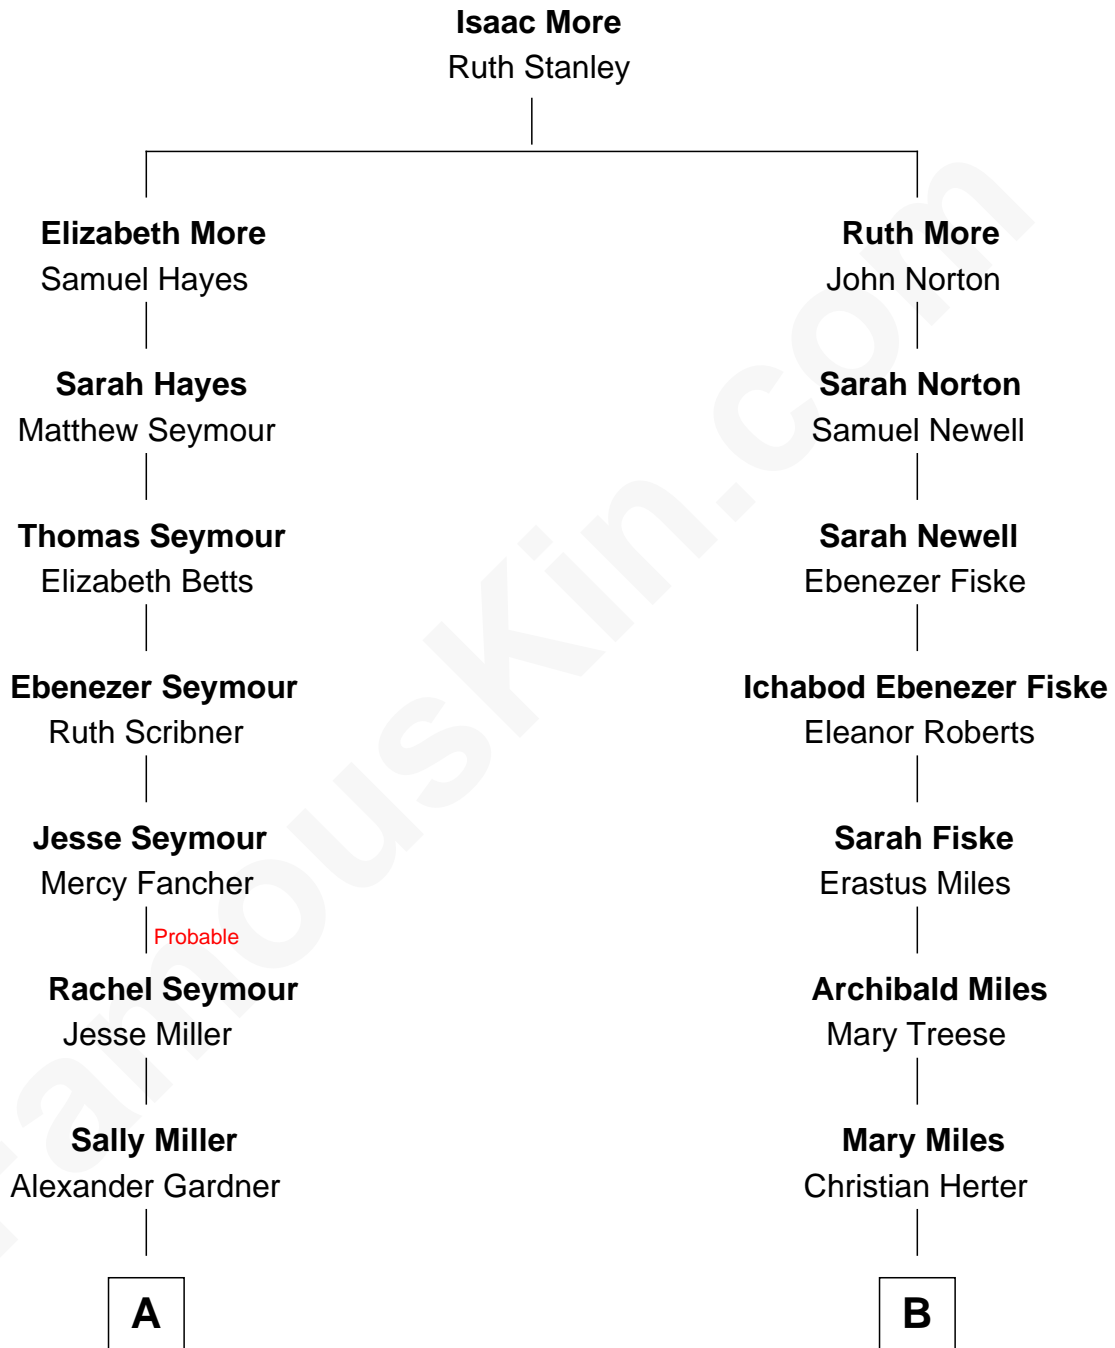 Isaac More
Ruth Stanley
Elizabeth More
Samuel Hayes
Ruth More
John Norton
Sarah Hayes
Matthew Seymour
Sarah Norton
Samuel Newell
Thomas Seymour
Elizabeth Betts
Sarah Newell
Ebenezer Fiske
Ebenezer Seymour
Ruth Scribner
Ichabod Ebenezer Fiske
Eleanor Roberts
Jesse Seymour
Mercy Fancher
Sarah Fiske
Erastus Miles
Probable
Rachel Seymour
Jesse Miller
Archibald Miles
Mary Treese
Sally Miller
Alexander Gardner
Mary Miles
Christian Herter
A
B
FamousKin.com